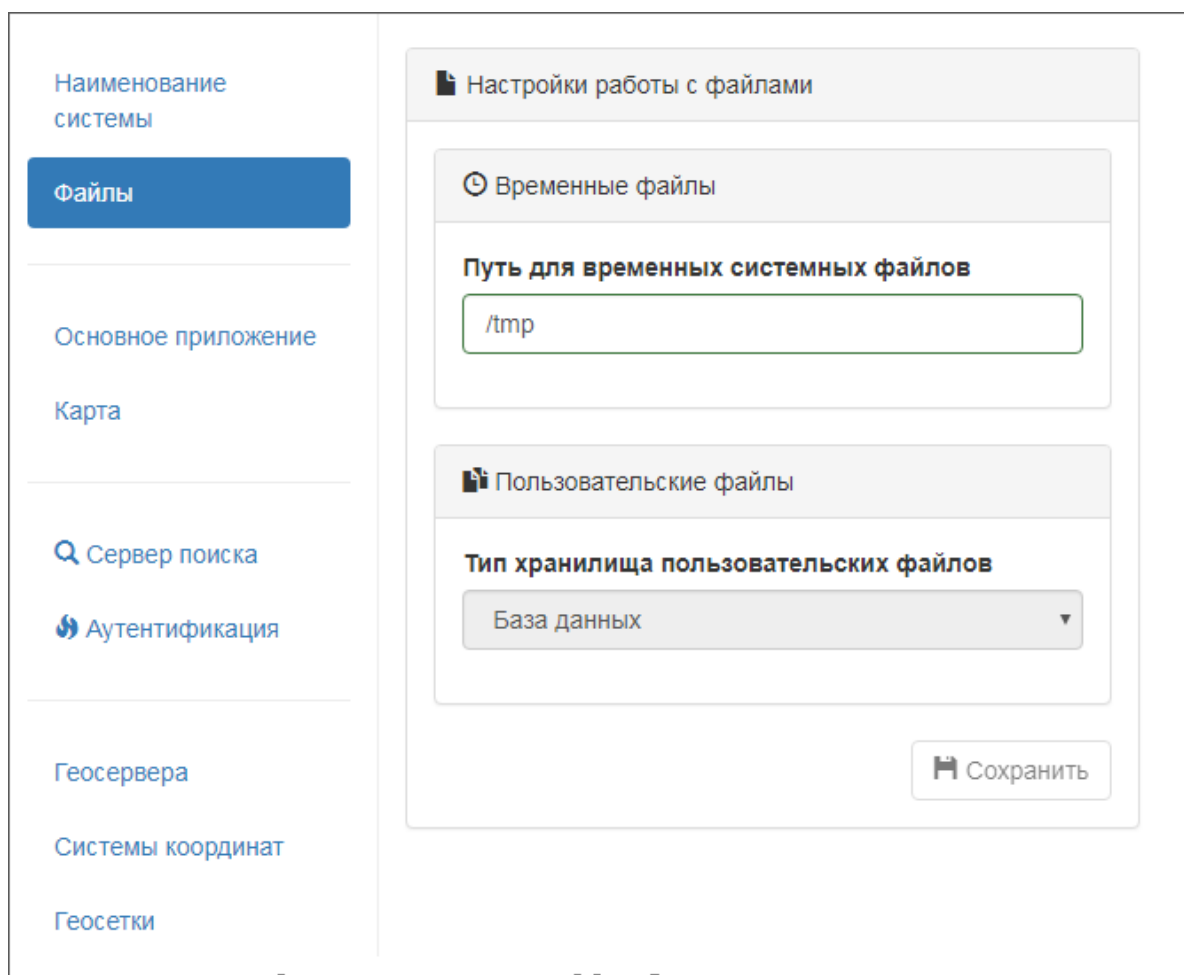 Наименование
системы
Файлы
Основное приложение
Карта
Сервер поиска
Аутентификация
Геосервера
Системы координат
Геосетки
Настройки работы с файлами
Временные файлы
Путь для временных системных файлов
/tmp
Пользовательские файлы
Тип хранилища пользовательских файлов
База данных
Сохранить